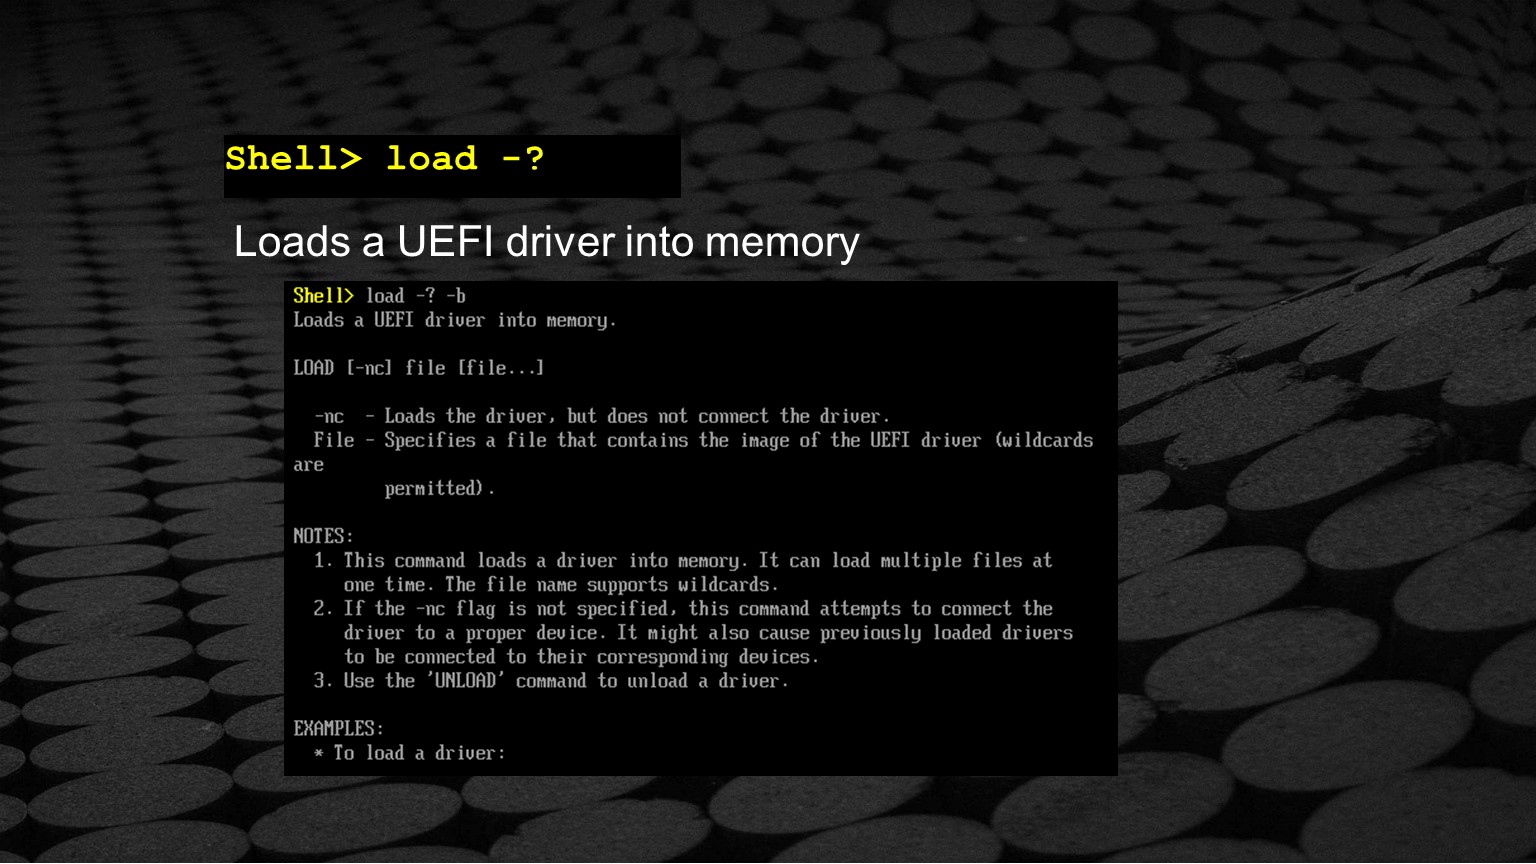 Shell> load -?
Loads a UEFI driver into memory
Shell> load -? -b
Loads a UEFI driver into memory.
LOAD [-nc] file [file...]
-nc - Loads the driver, but does not connect the driver.
File - Specifies a file that contains the image of the UEFI driver (wildcards
are
permitted).
NOTES:
1. This command loads a driver into memory. It can load multiple files at
one time. The file name supports wildcards.
2. If the -nc flag is not specified, this command attempts to connect the
driver to a proper device. It might also cause previously loaded drivers
to be connected to their corresponding devices.
3. Use the 'UNLOAD' command to unload a driver.
EXAMPLES:
* To load a driver: